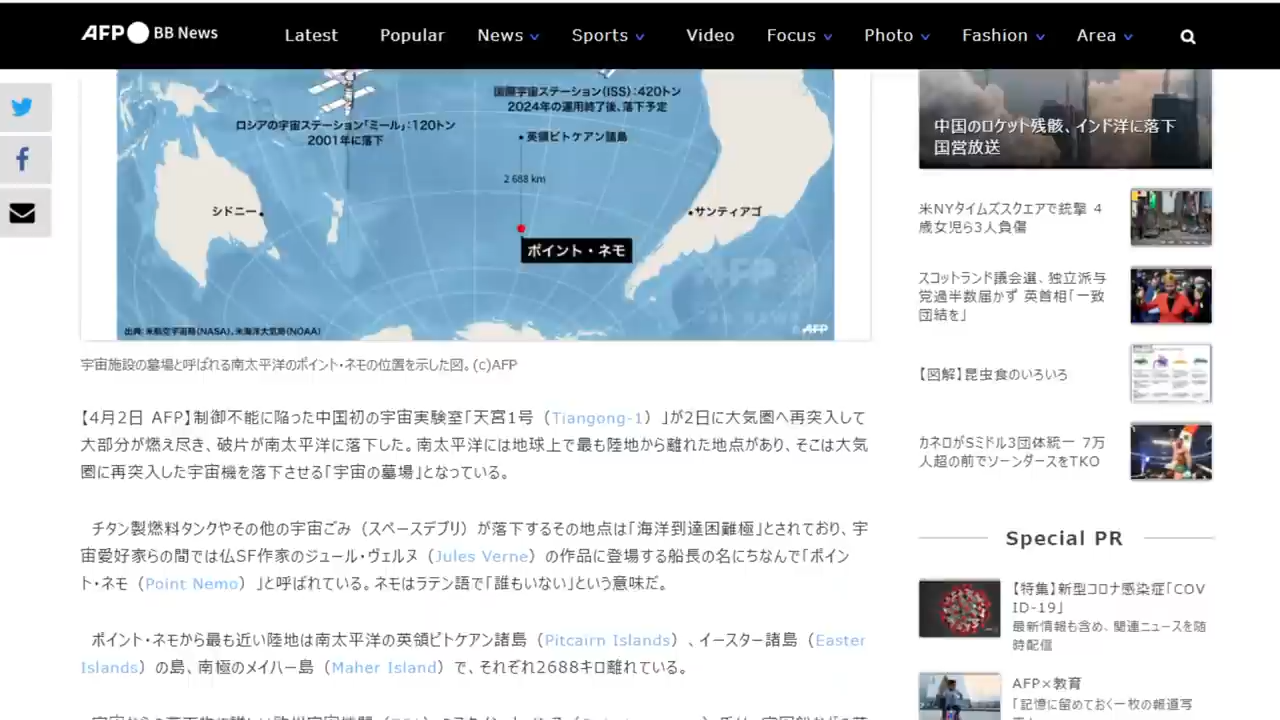 AFP BB News
Latest Popular News Sports Video Focus Photo Fashion Area
国際宇宙ステーション(ISS):420トン
2024年の運用終了後、落下予定
ロシアの宇宙ステーション「ミール」:120トン
2001年に落下
英領ピトケアン諸島
2 688 km
シドニー
サンティアゴ
ポイント・ネモ
出典:米航空宇宙局(NASA)、米海洋大気局(NOAA)
AFP
宇宙施設の墓場と呼ばれる南太平洋のポイント・ネモの位置を示した図。(c)AFP
【4月2日 AFP】制御不能に陥った中国初の宇宙実験室「天宮1号（Tiangong-1）」が2日に大気圏へ再突入して
大部分が燃え尽き、破片が南太平洋に落下した。南太平洋には地球上で最も陸地から離れた地点があり、そこは大気
圏に再突入した宇宙機を落下させる「宇宙の墓場」となっている。
チタン製燃料タンクやその他の宇宙ごみ（スペースデブリ）が落下するその地点は「海洋到達困難極」とされており、宇
宙愛好家らの間では仏SF作家のジュール・ヴェルヌ（Jules Verne）の作品に登場する船長の名にちなんで「ポイン
ト・ネモ（Point Nemo）」と呼ばれている。ネモはラテン語で「誰もいない」という意味だ。
ポイント・ネモから最も近い陸地は南太平洋の英領ピトケアン諸島（Pitcairn Islands）、イースター諸島（Easter
Islands）の島、南極のメイハー島（Maher Island）で、それぞれ2688キロ離れている。
中国のロケット残骸、インド洋に落下
国営放送
米NYタイムズスクエアで銃撃 4
歳女児ら3人負傷
スコットランド議会選、独立派与
党過半数届かず 英首相「一致
団結を」
【図解】昆虫食のいろいろ
カネロがSミドル3団体統一 7万
人超の前でソーンダースをTKO
Special PR
【特集】新型コロナ感染症「COV
ID-19」
最新情報も含め、関連ニュースを随
時配信
AFP×教育
「記憶に留めておく一枚の報道写